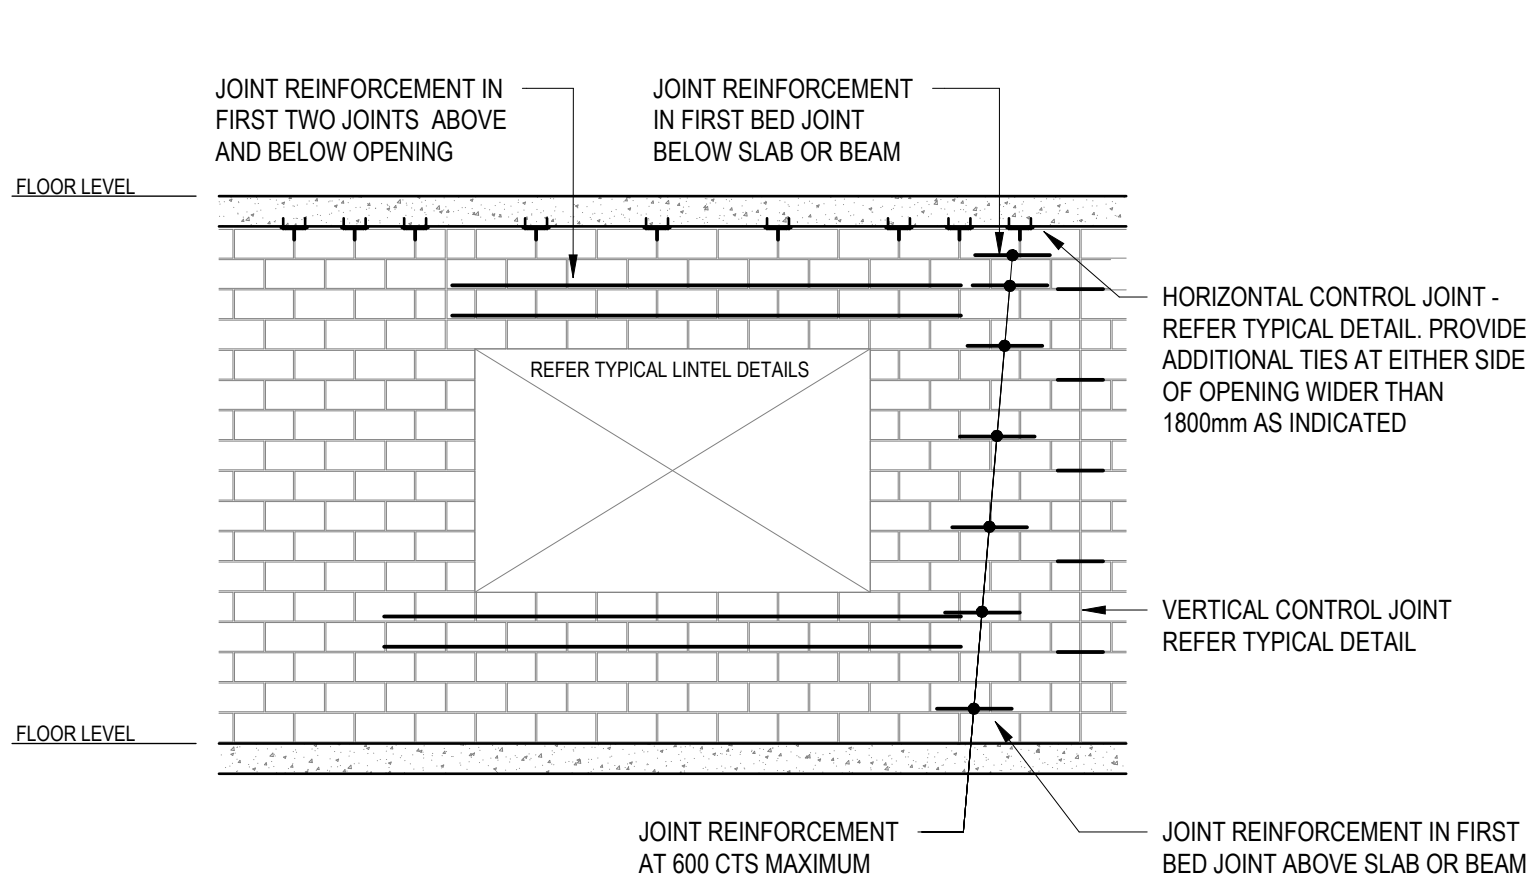 JOINT REINFORCEMENT IN
FIRST TWO JOINTS ABOVE
AND BELOW OPENING
JOINT REINFORCEMENT
IN FIRST BED JOINT
BELOW SLAB OR BEAM
FLOOR LEVEL
HORIZONTAL CONTROL JOINT -
REFER TYPICAL DETAIL. PROVIDE
ADDITIONAL TIES AT EITHER SIDE
OF OPENING WIDER THAN
1800mm AS INDICATED
REFER TYPICAL LINTEL DETAILS
VERTICAL CONTROL JOINT
REFER TYPICAL DETAIL
FLOOR LEVEL
JOINT REINFORCEMENT
AT 600 CTS MAXIMUM
JOINT REINFORCEMENT IN FIRST
BED JOINT ABOVE SLAB OR BEAM